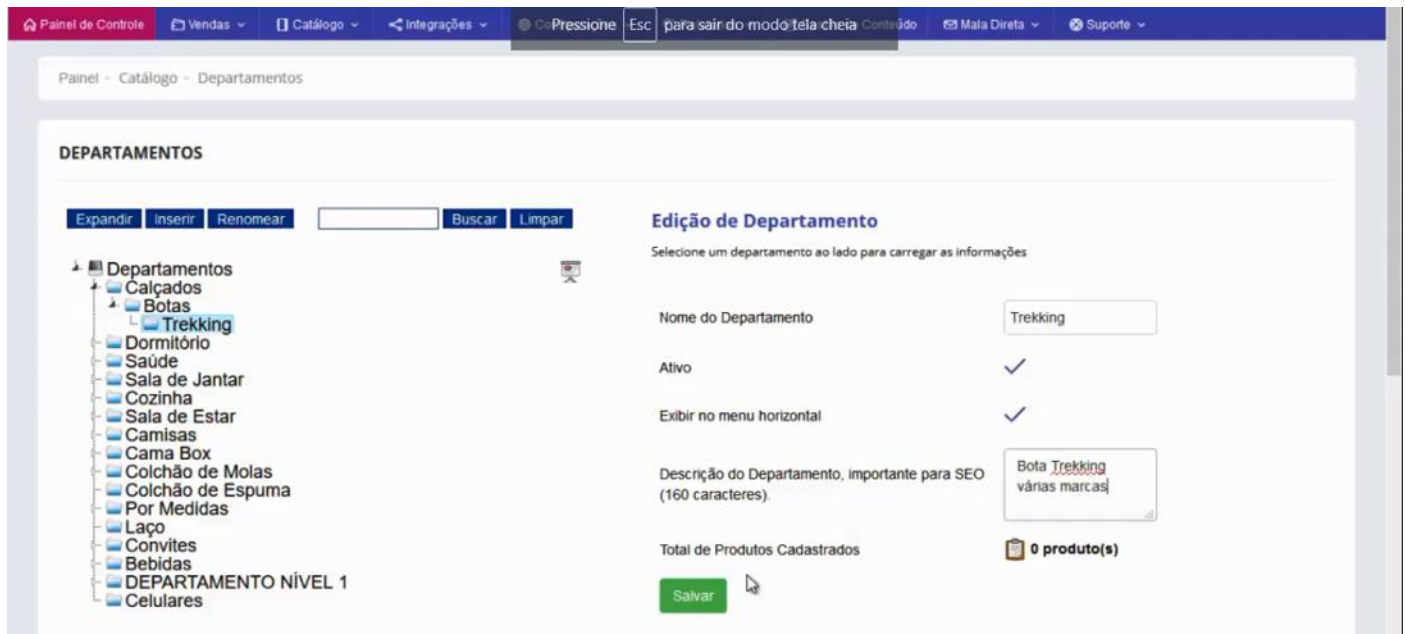 Painel de Controle Vendas Catálogo Integrações Pressione Esc para sair do modo tela cheia Mala Direta Suporte
Painel - Catálogo - Departamentos
DEPARTAMENTOS
Expandir Inserir Renomear Buscar Limpar
Edição de Departamento
Selecione um departamento ao lado para carregar as informações
Departamentos
Calçados
Botas
Trekking
Dormitório
Saúde
Sala de Jantar
Cozinha
Sala de Estar
Camisas
Cama Box
Colchão de Molas
Colchão de Espuma
Por Medidas
Laço
Convites
Bebidas
DEPARTAMENTO NÍVEL 1
Celulares
Nome do Departamento Trekking
Ativo
Exibir no menu horizontal
Descrição do Departamento, importante para SEO
(160 caracteres).
Bota Trekking
várias marcas
Total de Produtos Cadastrados 0 produto(s)
Salvar